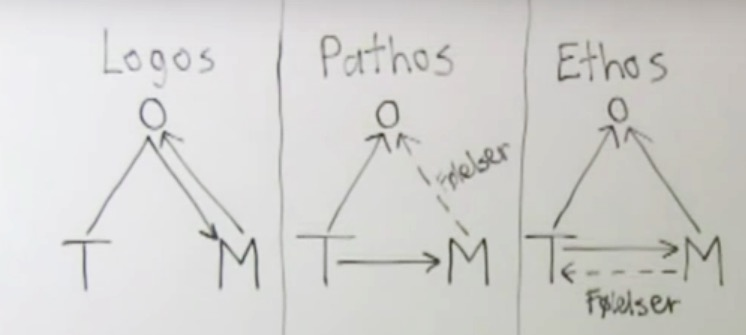 Logos
O
T M
Pathos
O
Følelser
T M
Ethos
O
T M
Følelser